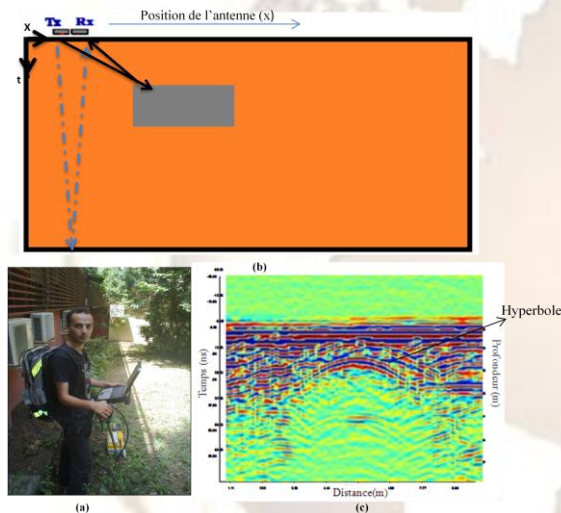 Position de l’antenne (x)
Tx Rx
X
t
(b)
Hyperbole
Temps (ns)
Profondeur (m)
Distance(m)
(a)
(c)